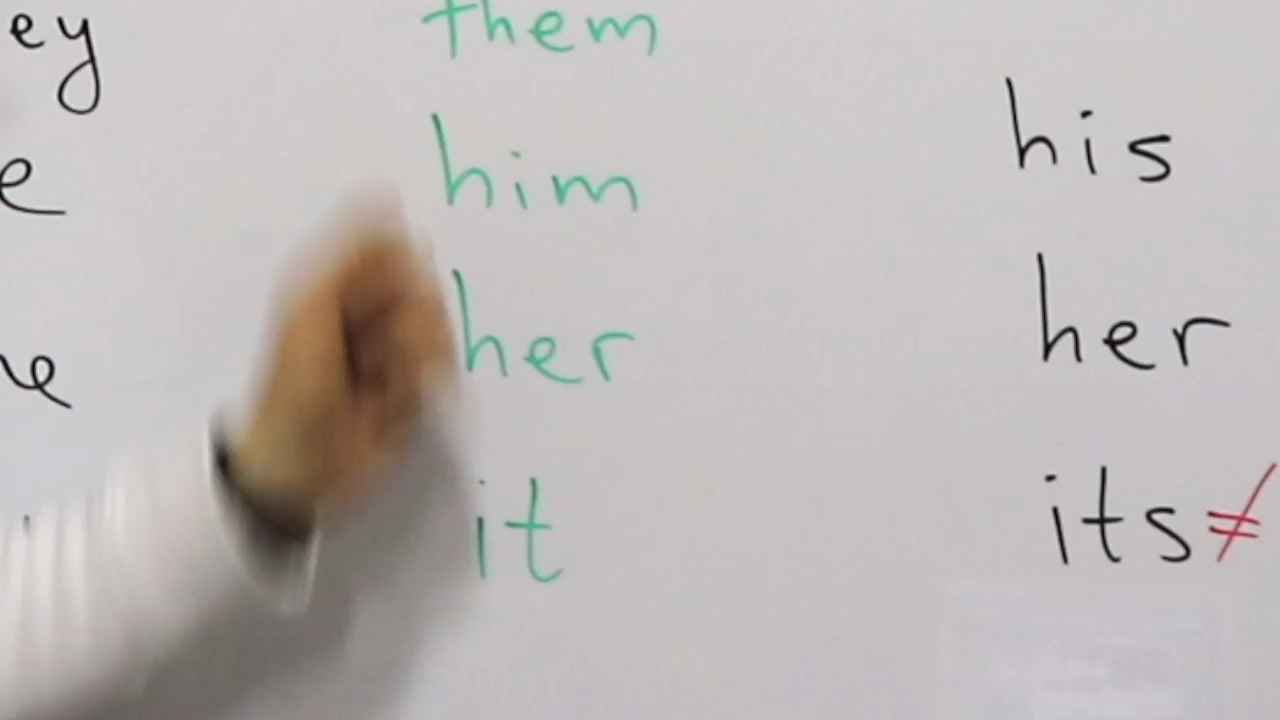 ey them
e him his
e her her
it its ≠